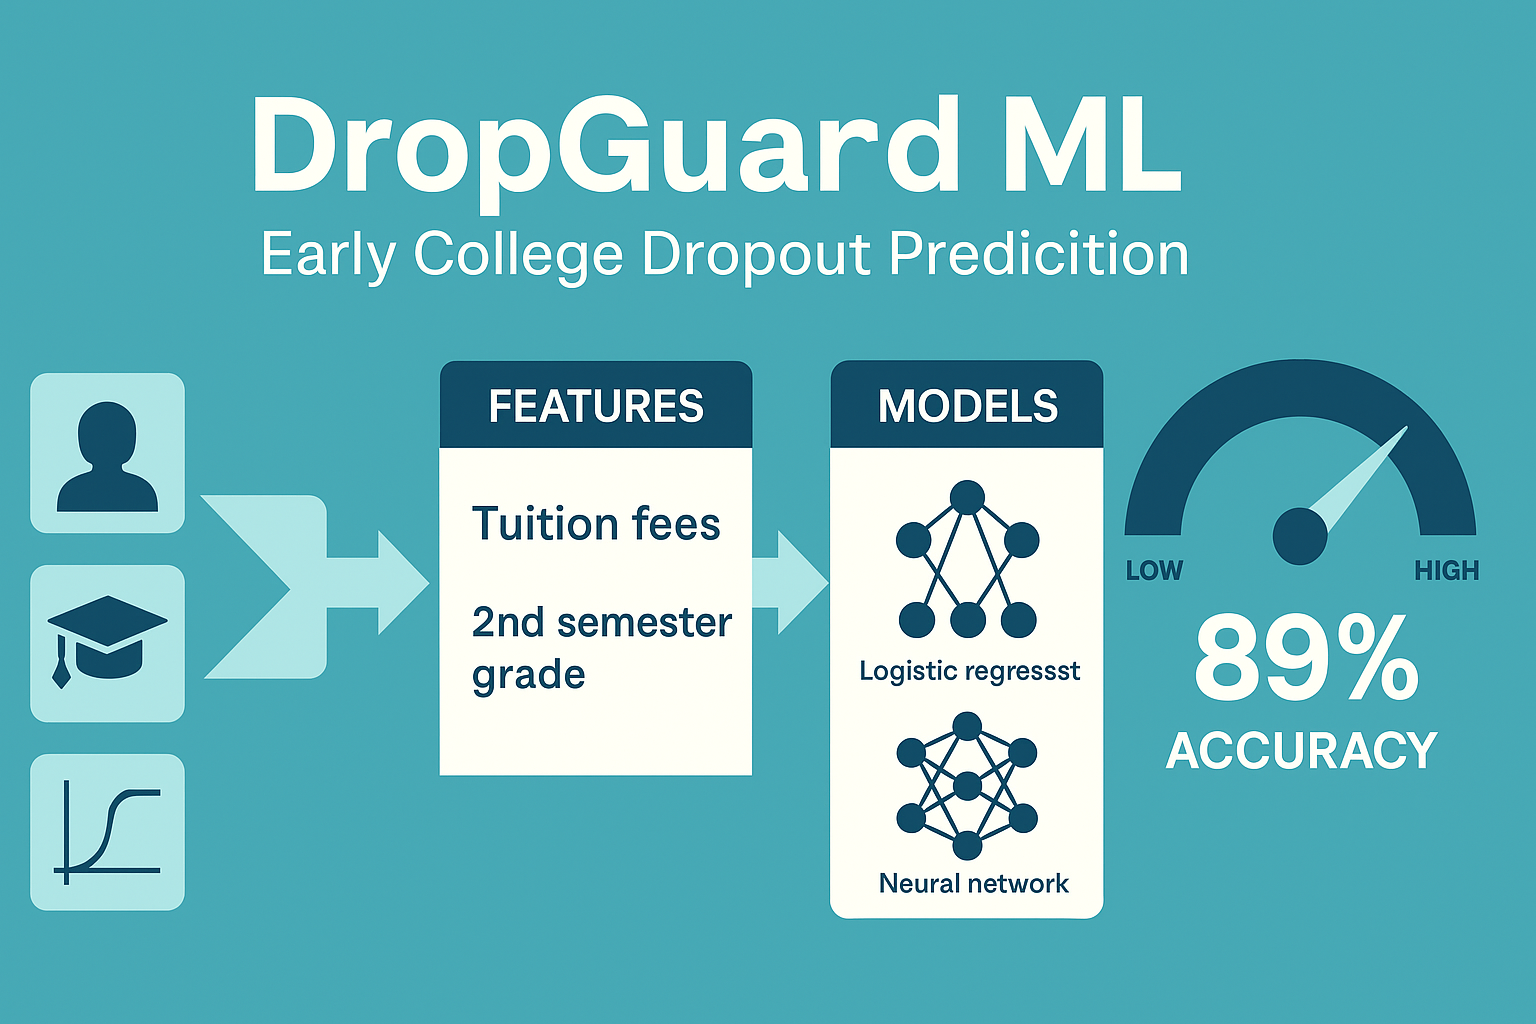 DropGuard ML
Early College Dropout Predicition
FEATURES
Tuition fees
2nd semester
grade
MODELS
Logistic regressst
Neural network
LOW
HIGH
89%
ACCURACY